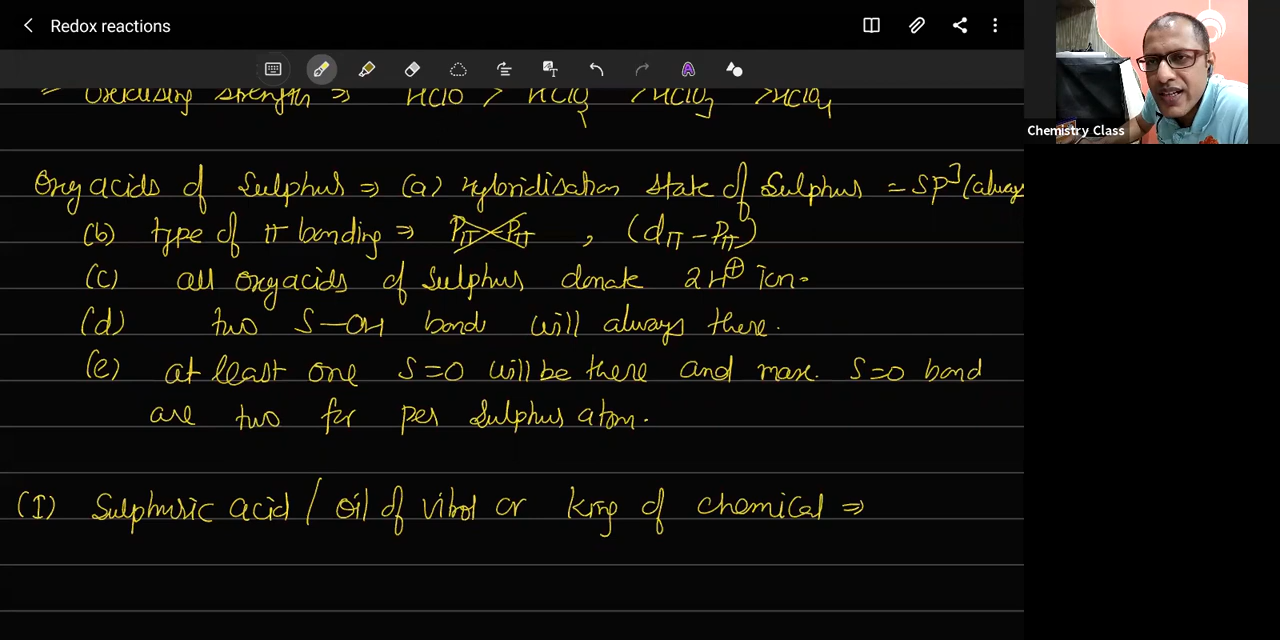 Redox reactions
Oxidising strength ⇒ HClO > HClO2 > HClO3 > HClO4
Chemistry Class
Oxyacids of Sulphur ⇒ (a) Hybridisation state of Sulphur = sp3 (always
(b) type of π bonding ⇒ Pπ–Pπ , (dπ–Pπ)
(c) all oxyacids of Sulphur donate 2H⊕ ion.
(d) two S–OH bond will always there.
(e) at least one S=O will be there and max. S=O bond
are two for per Sulphur atom.
(I) Sulphuric acid / oil of vitrol or king of chemical ⇒